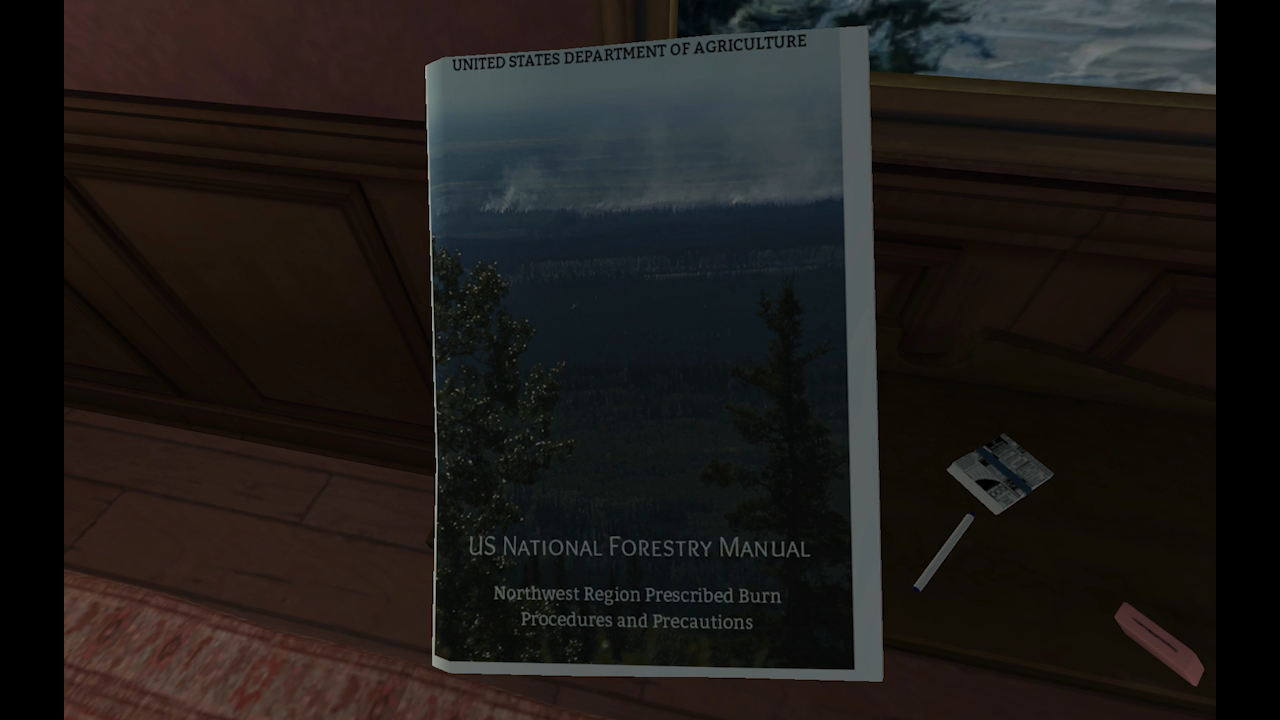 UNITED STATES DEPARTMENT OF AGRICULTURE
US NATIONAL FORESTRY MANUAL
Northwest Region Prescribed Burn
Procedures and Precautions